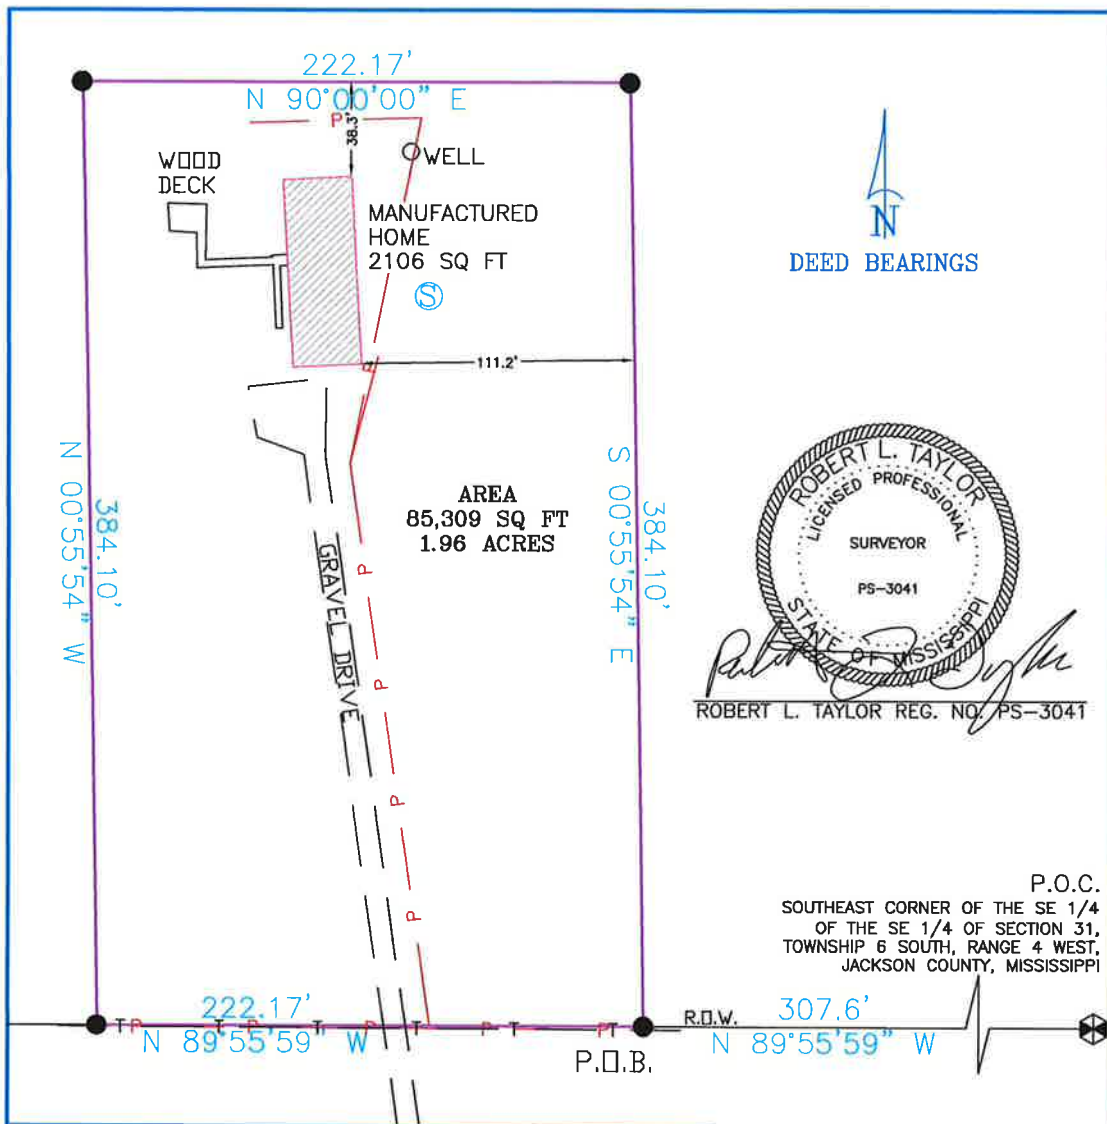 222.17'
N 90°00'00" E
P
38.3'
WELL
WOOD
DECK
MANUFACTURED
HOME
2106 SQ FT
S
N
DEED BEARINGS
111.2'
P
N 00°55'54" W
384.10'
AREA
85,309 SQ FT
1.96 ACRES
S 00°55'54" E
384.10'
GRAVEL DRIVE
P
P
P
P
ROBERT L. TAYLOR
LICENSED PROFESSIONAL
SURVEYOR
PS-3041
STATE OF MISSISSIPPI
ROBERT L. TAYLOR REG. NO. PS-3041
P.O.C.
SOUTHEAST CORNER OF THE SE 1/4
OF THE SE 1/4 OF SECTION 31,
TOWNSHIP 6 SOUTH, RANGE 4 WEST,
JACKSON COUNTY, MISSISSIPPI
222.17'
TP T P T P T P T PT
N 89°55'59" W
P.O.B.
R.O.W.
307.6'
N 89°55'59" W